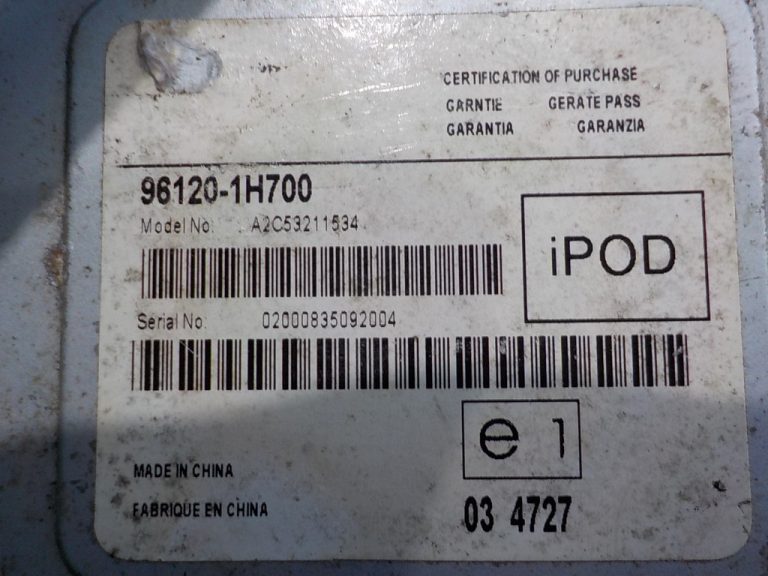 CERTIFICATION OF PURCHASE
GARNTIE GERATE PASS
GARANTIA GARANZIA
96120-1H700
Model No: A2C53211534
iPOD
Serial No: 02000835092004
e 1
MADE IN CHINA
FABRIQUE EN CHINA
03 4727